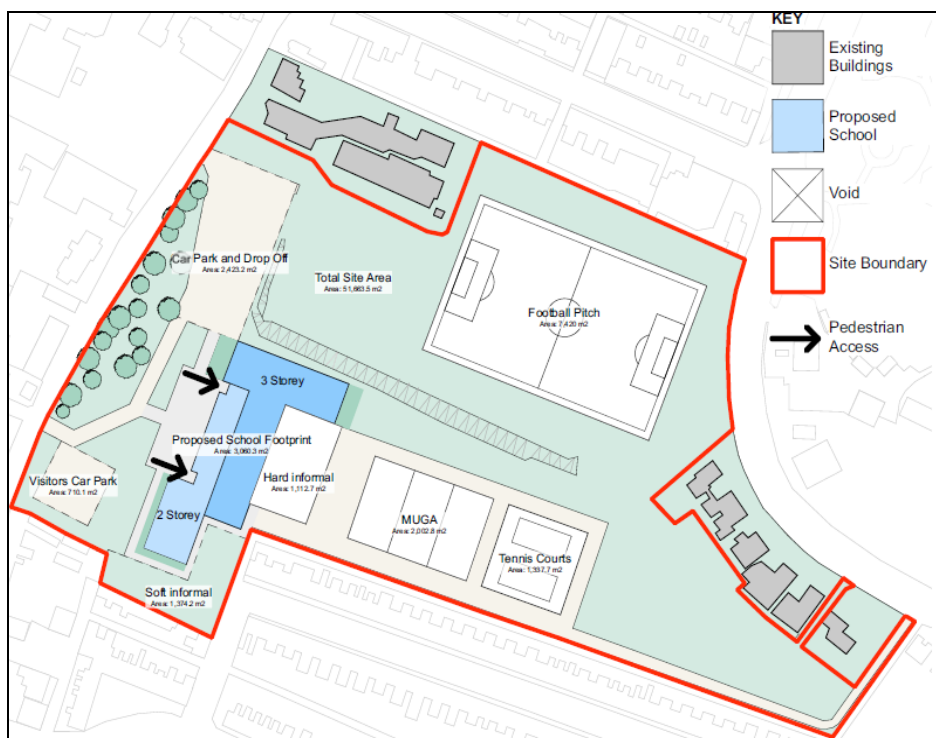 KEY
Existing
Buildings
Proposed
School
Void
Site Boundary
Pedestrian
Access
Car Park and Drop Off
Area: 2,423.2 m2
Total Site Area
Area: 51,663.5 m2
Football Pitch
Area: 7,420 m2
3 Storey
Proposed School Footprint
Area: 3,060.3 m2
Visitors Car Park
Area: 710.1 m2
Hard informal
Area: 1,112.7 m2
2 Storey
MUGA
Area: 2,002.8 m2
Tennis Courts
Area: 1,337.7 m2
Soft informal
Area: 1,374.2 m2